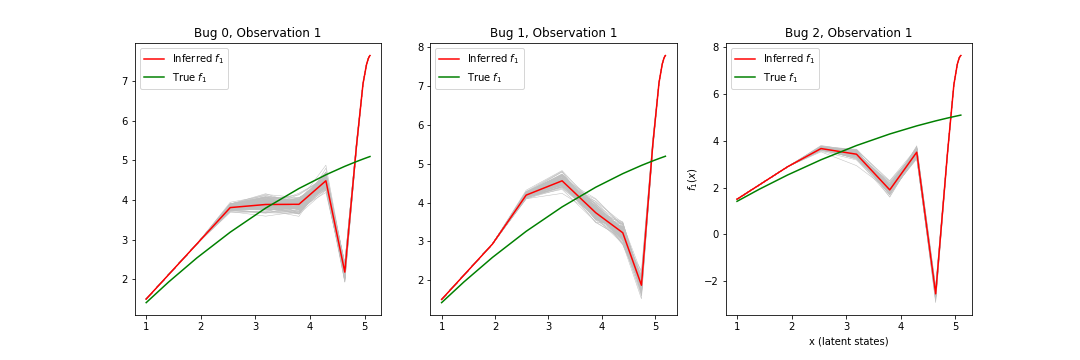 Bug 0, Observation 1
Inferred f₁
True f₁
7
6
5
4
3
2
1 2 3 4 5
Bug 1, Observation 1
Inferred f₁
True f₁
8
7
6
5
4
3
2
1 2 3 4 5
Bug 2, Observation 1
Inferred f₁
True f₁
f₁(x)
8
6
4
2
0
−2
1 2 3 4 5
x (latent states)